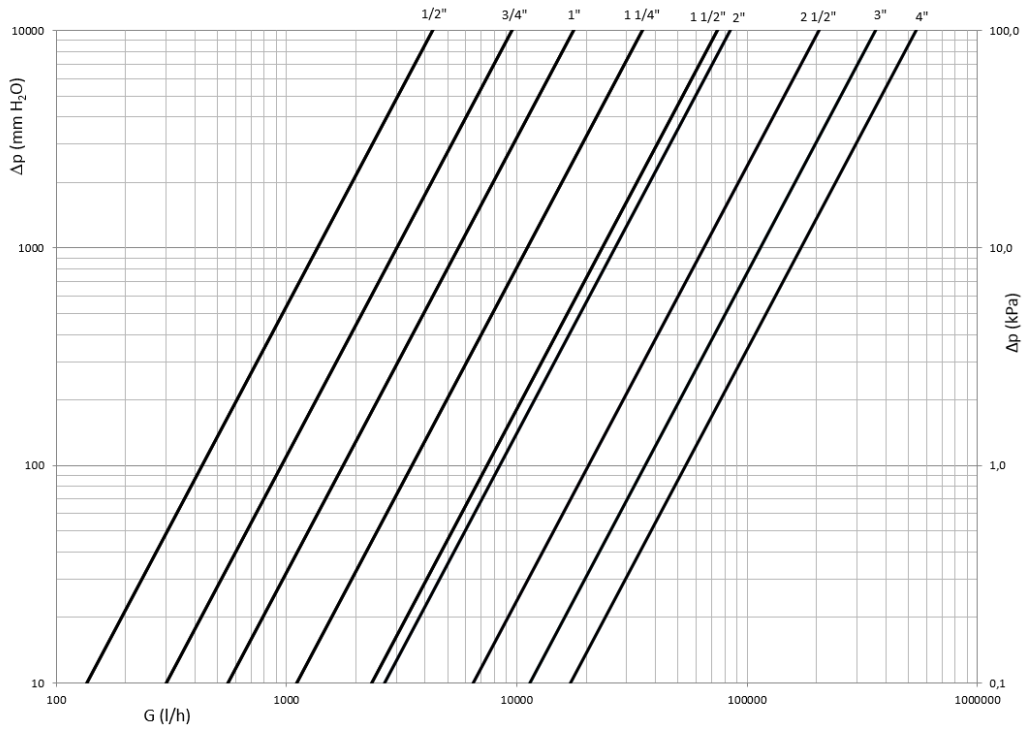 1/2" 3/4" 1" 1 1/4" 1 1/2" 2" 2 1/2" 3" 4"
10000 100,0
Δp (mm H₂O)
1000 10,0
Δp (kPa)
100 1,0
10 0,1
100 1000 10000 100000 1000000
G (l/h)